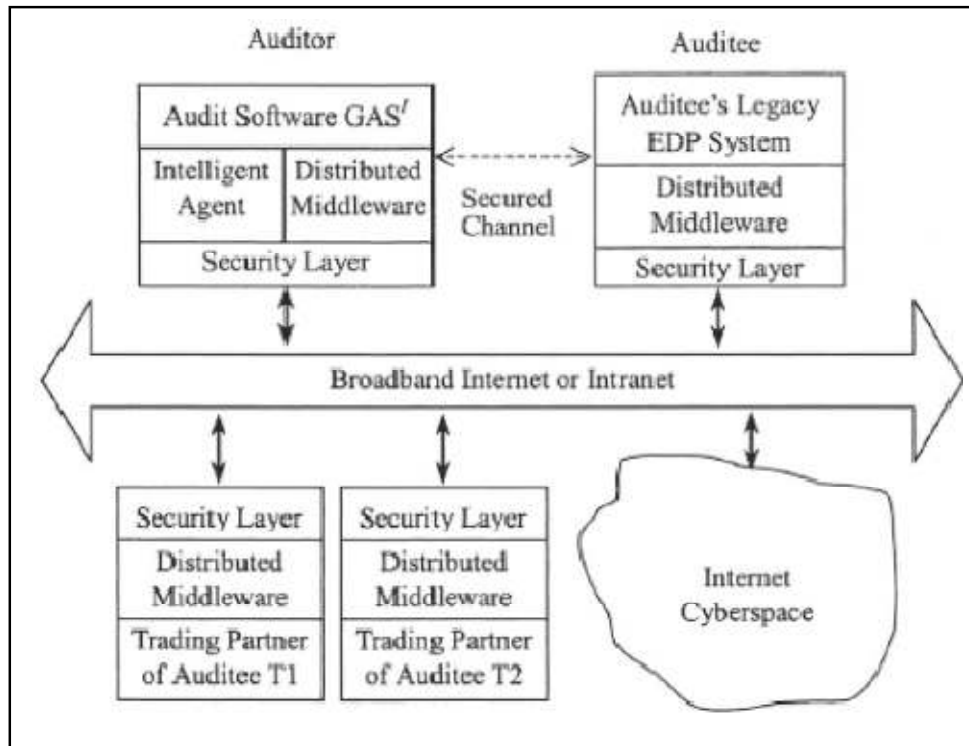 Auditor
Auditee
Audit Software GAS′
Intelligent
Agent
Distributed
Middleware
Security Layer
Secured
Channel
Auditee's Legacy
EDP System
Distributed
Middleware
Security Layer
Broadband Internet or Intranet
Security Layer
Distributed
Middleware
Trading Partner
of Auditee T1
Security Layer
Distributed
Middleware
Trading Partner
of Auditee T2
Internet
Cyberspace